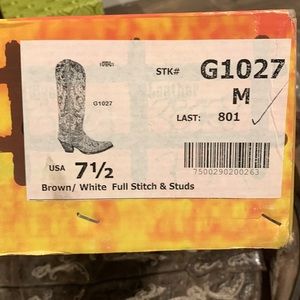 STK# G1027
M
G1027
LAST: 801
USA 7½
7500290200263
Brown/ White Full Stitch & Studs